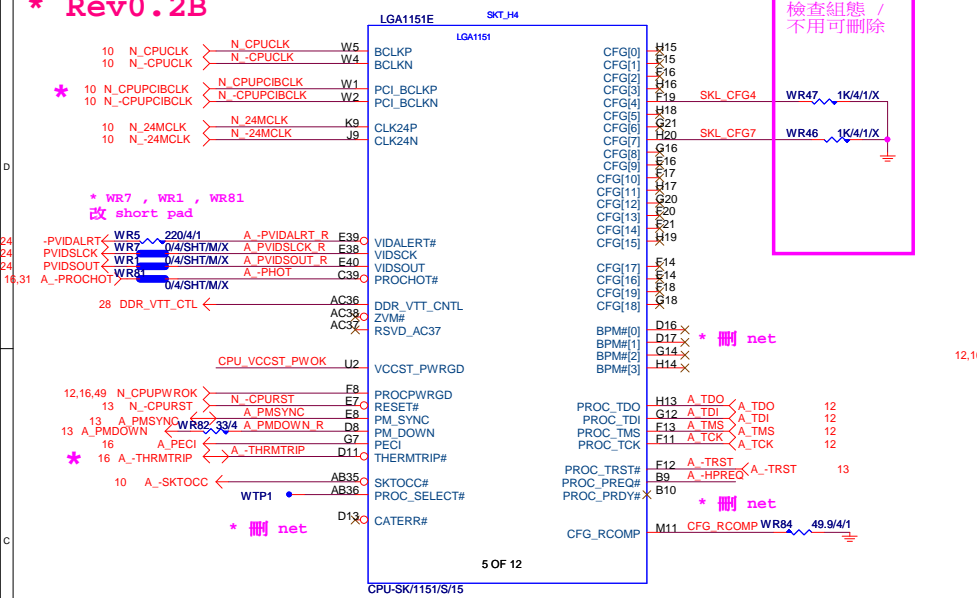 * Rev0.2B
LGA1151E
SKT_H4
LGA1151
檢查組態 /
不用可刪除
10 N_CPUCLK N_CPUCLK W5 BCLKP
10 N_-CPUCLK N_-CPUCLK W4 BCLKN
* 10 N_CPUPCIBCLK N_CPUPCIBCLK W1 PCI_BCLKP
10 N_-CPUPCIBCLK N_-CPUPCIBCLK W2 PCI_BCLKN
10 N_24MCLK N_24MCLK K9 CLK24P
10 N_-24MCLK N_-24MCLK J9 CLK24N
CFG[0] H15
CFG[1] F15
CFG[2] F16
CFG[3] H16
CFG[4] F19 SKL_CFG4 WR47 1K/4/1/X
CFG[5] H18
CFG[6] G21
CFG[7] H20 SKL_CFG7 WR46 1K/4/1/X
CFG[8] G16
CFG[9] E16
CFG[10] F17
CFG[11] H17
CFG[12] G20
CFG[13] F20
CFG[14] F21
CFG[15] H19
D
* WR7 , WR1 , WR81
改 short pad
24 -PVIDALRT WR5 220/4/1 A_-PVIDALRT_R E39 VIDALERT#
24 PVIDSLCK WR7 0/4/SHT/M/X A_PVIDSLCK_R E38 VIDSCK
24 PVIDSOUT WR1 0/4/SHT/M/X A_PVIDSOUT_R E40 VIDSOUT
16,31 A_-PROCHOT WR81 0/4/SHT/M/X A_-PHOT C39 PROCHOT#
CFG[17] E14
CFG[16] F14
CFG[19] E18
CFG[18] G18
28 DDR_VTT_CTL AC36 DDR_VTT_CNTL
AC38 ZVM#
AC37 RSVD_AC37
BPM#[0] D16
BPM#[1] D17 * 刪 net
BPM#[2] G14
BPM#[3] H14
12,1
CPU_VCCST_PWOK U2 VCCST_PWRGD
12,16,49 N_CPUPWROK F8 PROCPWRGD
13 N_-CPURST N_-CPURST E7 RESET#
13 A_PMSYNC A_PMSYNC E8 PM_SYNC
13 A_PMDOWN WR82 33/4 A_PMDOWN_R D8 PM_DOWN
16 A_PECI G7 PECI
* 16 A_-THRMTRIP A_-THRMTRIP D11 THERMTRIP#
PROC_TDO H13 A_TDO A_TDO 12
PROC_TDI G12 A_TDI A_TDI 12
PROC_TMS F13 A_TMS A_TMS 12
PROC_TCK F11 A_TCK A_TCK 12
PROC_TRST# F12 A_-TRST A_-TRST 13
PROC_PREQ# B9 A_-HPREQ
PROC_PRDY# B10
* 刪 net
10 A_-SKTOCC AB35 SKTOCC#
WTP1 AB36 PROC_SELECT#
* 刪 net D13 CATERR#
CFG_RCOMP M11 CFG_RCOMP WR84 49.9/4/1
C
5 OF 12
CPU-SK/1151/S/15